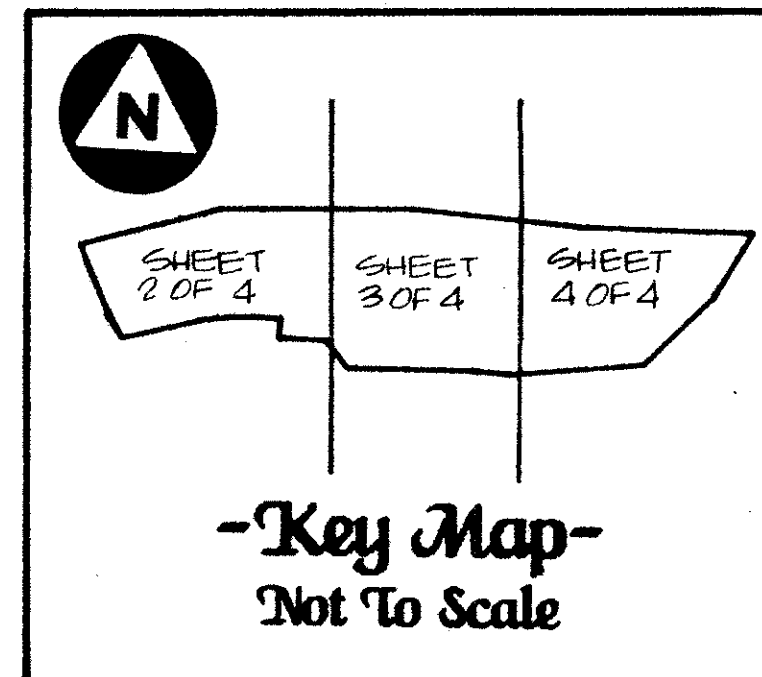 N
SHEET
2 OF 4
SHEET
3 OF 4
SHEET
4 OF 4
-Key Map-
Not To Scale